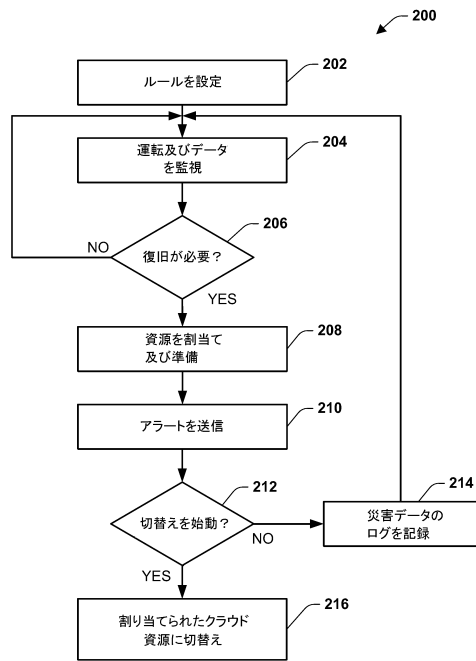 200
ルールを設定
202
運転及びデータ
を監視
204
復旧が必要？
206
NO
YES
資源を割当て
及び準備
208
アラートを送信
210
切替えを始動？
212
NO
YES
災害データの
ログを記録
214
割り当てられたクラウド
資源に切替え
216